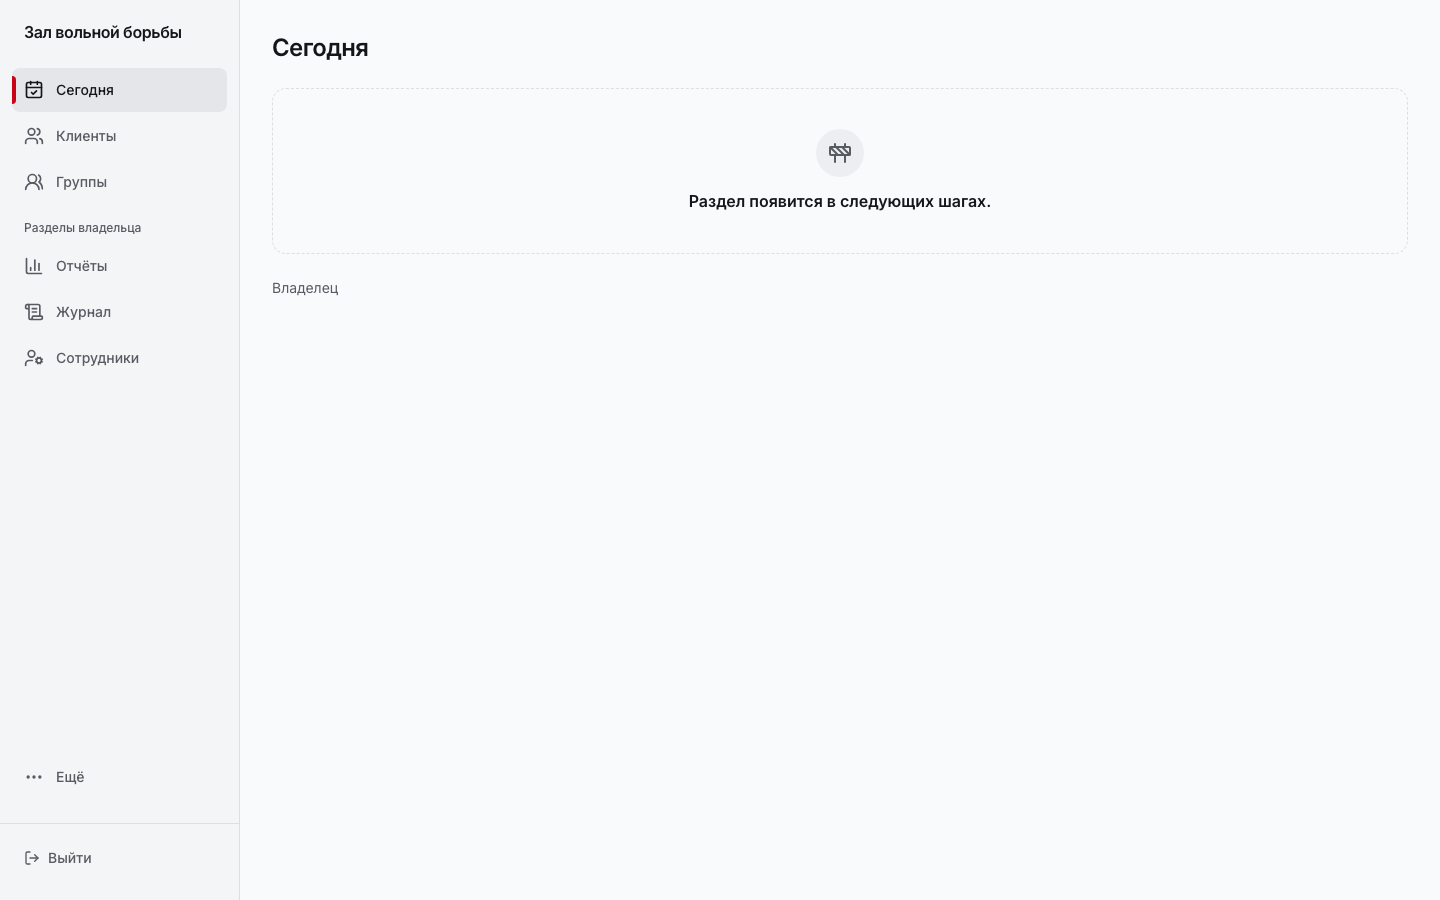 Зал вольной борьбы
Сегодня
Клиенты
Группы
Разделы владельца
Отчёты
Журнал
Сотрудники
Ещё
Выйти
Сегодня
Раздел появится в следующих шагах.
Владелец